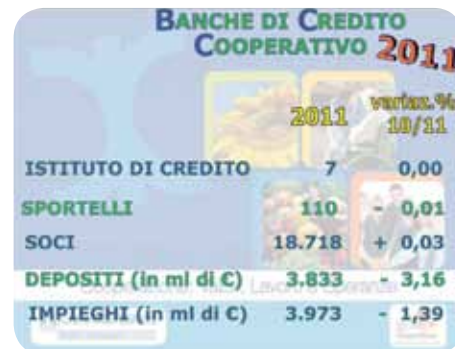 BANCHE DI CREDITO
COOPERATIVO 2011
2011 variaz.% 10/11
ISTITUTO DI CREDITO 7 0,00
SPORTELLI 110 - 0,01
SOCI 18.718 + 0,03
DEPOSITI (in ml di €) 3.833 - 3,16
IMPIEGHI (in ml di €) 3.973 - 1,39